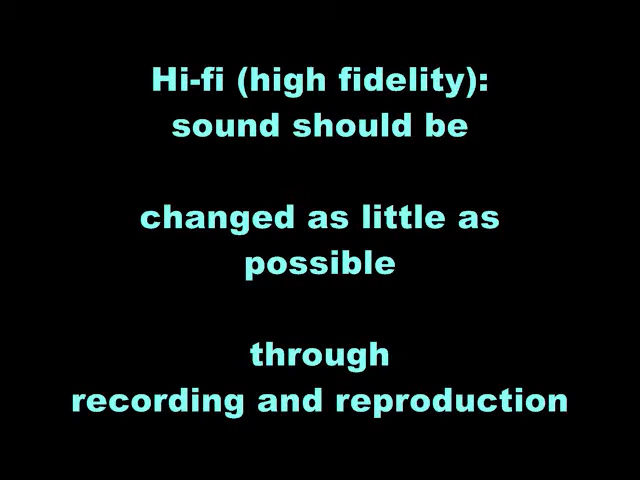 Hi-fi (high fidelity):
sound should be
changed as little as
possible
through
recording and reproduction